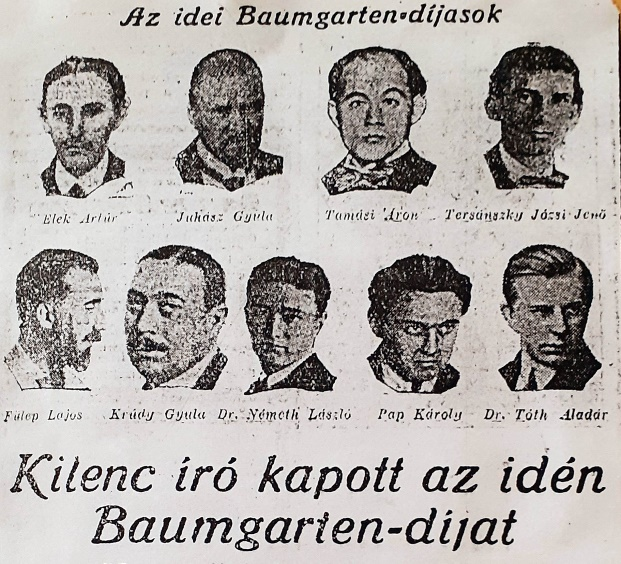 Az idei Baumgarten-díjasok
Elek Artúr Juhász Gyula Tamási Áron Tersánszky Józsi Jenő
Fülep Lajos Krúdy Gyula Dr. Németh László Pap Károly Dr. Tóth Aladár
Kilenc író kapott az idén
Baumgarten-díjat